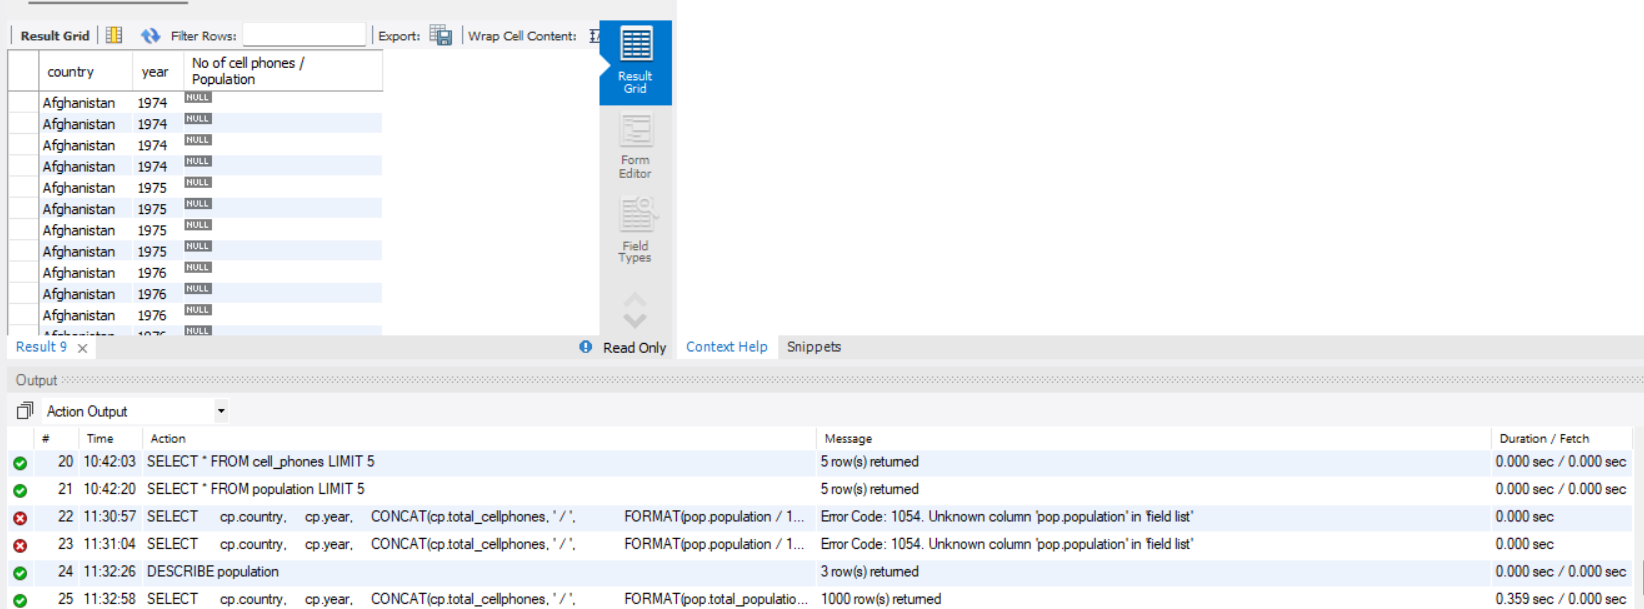 Result Grid Filter Rows: Export: Wrap Cell Content:
country year No of cell phones / Population
Afghanistan 1974 NULL
Afghanistan 1974 NULL
Afghanistan 1974 NULL
Afghanistan 1974 NULL
Afghanistan 1975 NULL
Afghanistan 1975 NULL
Afghanistan 1975 NULL
Afghanistan 1975 NULL
Afghanistan 1976 NULL
Afghanistan 1976 NULL
Afghanistan 1976 NULL
Afghanistan 1976 NULL
Result Grid
Form Editor
Field Types
Result 9 Read Only Context Help Snippets
Output
Action Output
# Time Action Message Duration / Fetch
20 10:42:03 SELECT * FROM cell_phones LIMIT 5 5 row(s) returned 0.000 sec / 0.000 sec
21 10:42:20 SELECT * FROM population LIMIT 5 5 row(s) returned 0.000 sec / 0.000 sec
22 11:30:57 SELECT cp.country, cp.year, CONCAT(cp.total_cellphones, ' / ', FORMAT(pop.population / 1... Error Code: 1054. Unknown column 'pop.population' in 'field list' 0.000 sec
23 11:31:04 SELECT cp.country, cp.year, CONCAT(cp.total_cellphones, ' / ', FORMAT(pop.population / 1... Error Code: 1054. Unknown column 'pop.population' in 'field list' 0.000 sec
24 11:32:26 DESCRIBE population 3 row(s) returned 0.000 sec / 0.000 sec
25 11:32:58 SELECT cp.country, cp.year, CONCAT(cp.total_cellphones, ' / ', FORMAT(pop.total_populatio... 1000 row(s) returned 0.359 sec / 0.000 sec